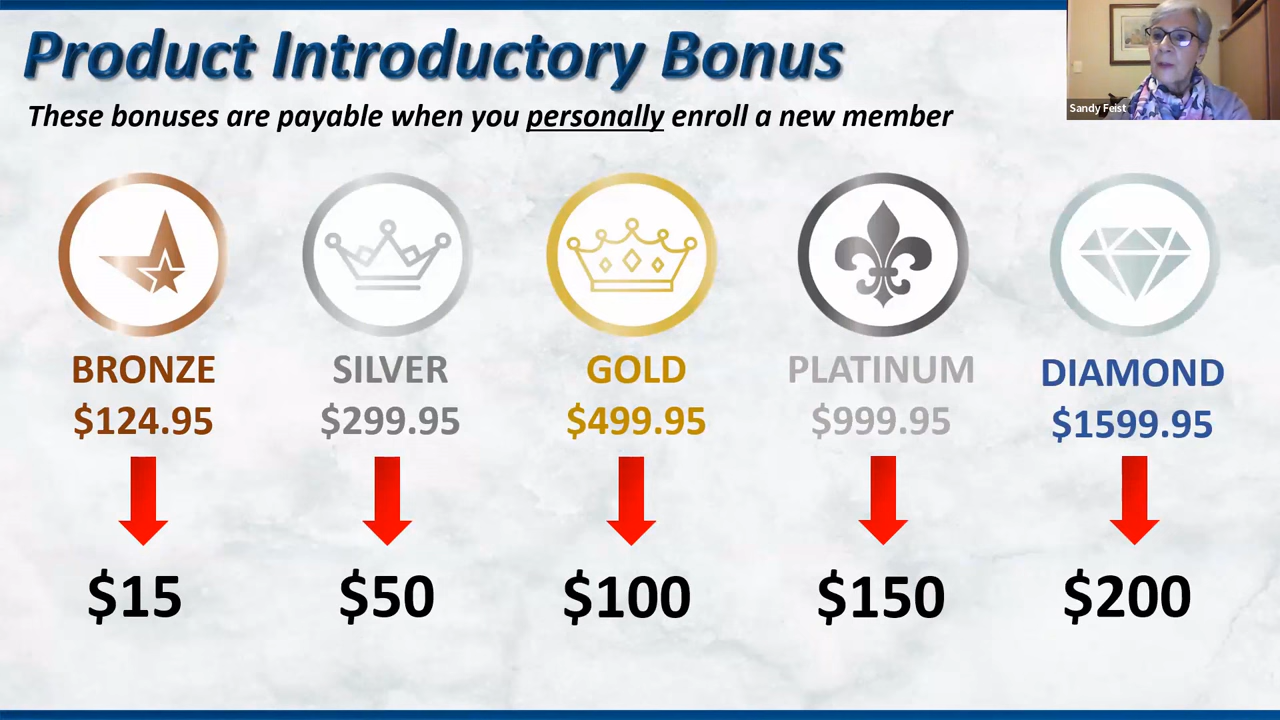 Product Introductory Bonus
These bonuses are payable when you personally enroll a new member
Sandy Feist
BRONZE
$124.95
$15
SILVER
$299.95
$50
GOLD
$499.95
$100
PLATINUM
$999.95
$150
DIAMOND
$1599.95
$200